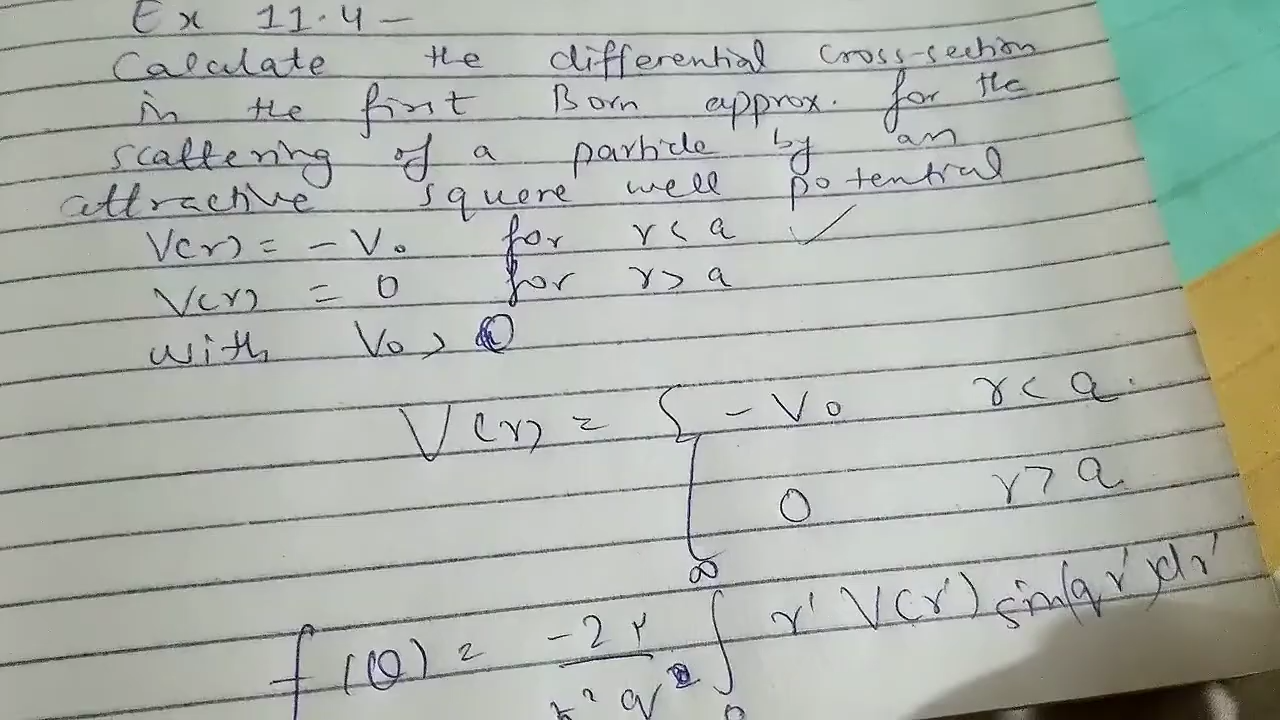 Ex 11.4 -
Calculate the differential cross-section
in the first Born approx. for the
scattering of a particle by an
attractive square well potential
V(r) = - V₀ for r < a ✓
V(r) = 0 for r > a
with V₀ > 0
V(r) = { - V₀ r < a.
0 r > a
f(θ) = -2μ / ħ² q ∫₀^∞ r' V(r') sin(qr') dr'